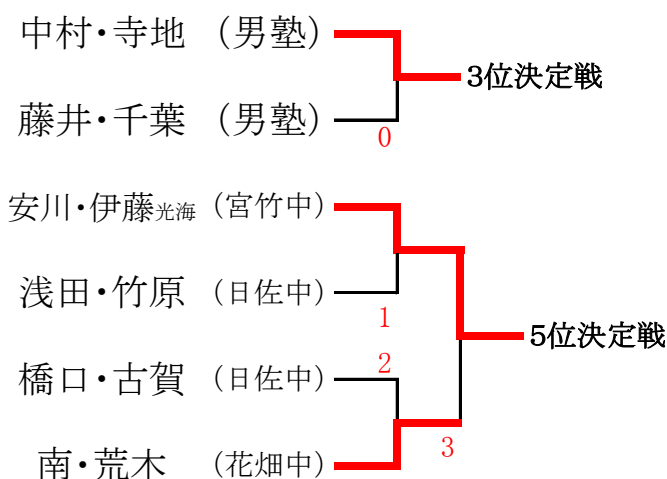 中村・寺地 (男塾)
3位決定戦
藤井・千葉 (男塾)
0
安川・伊藤光海 (宮竹中)
浅田・竹原 (日佐中)
1
5位決定戦
2
橋口・古賀 (日佐中)
3
南・荒木 (花畑中)